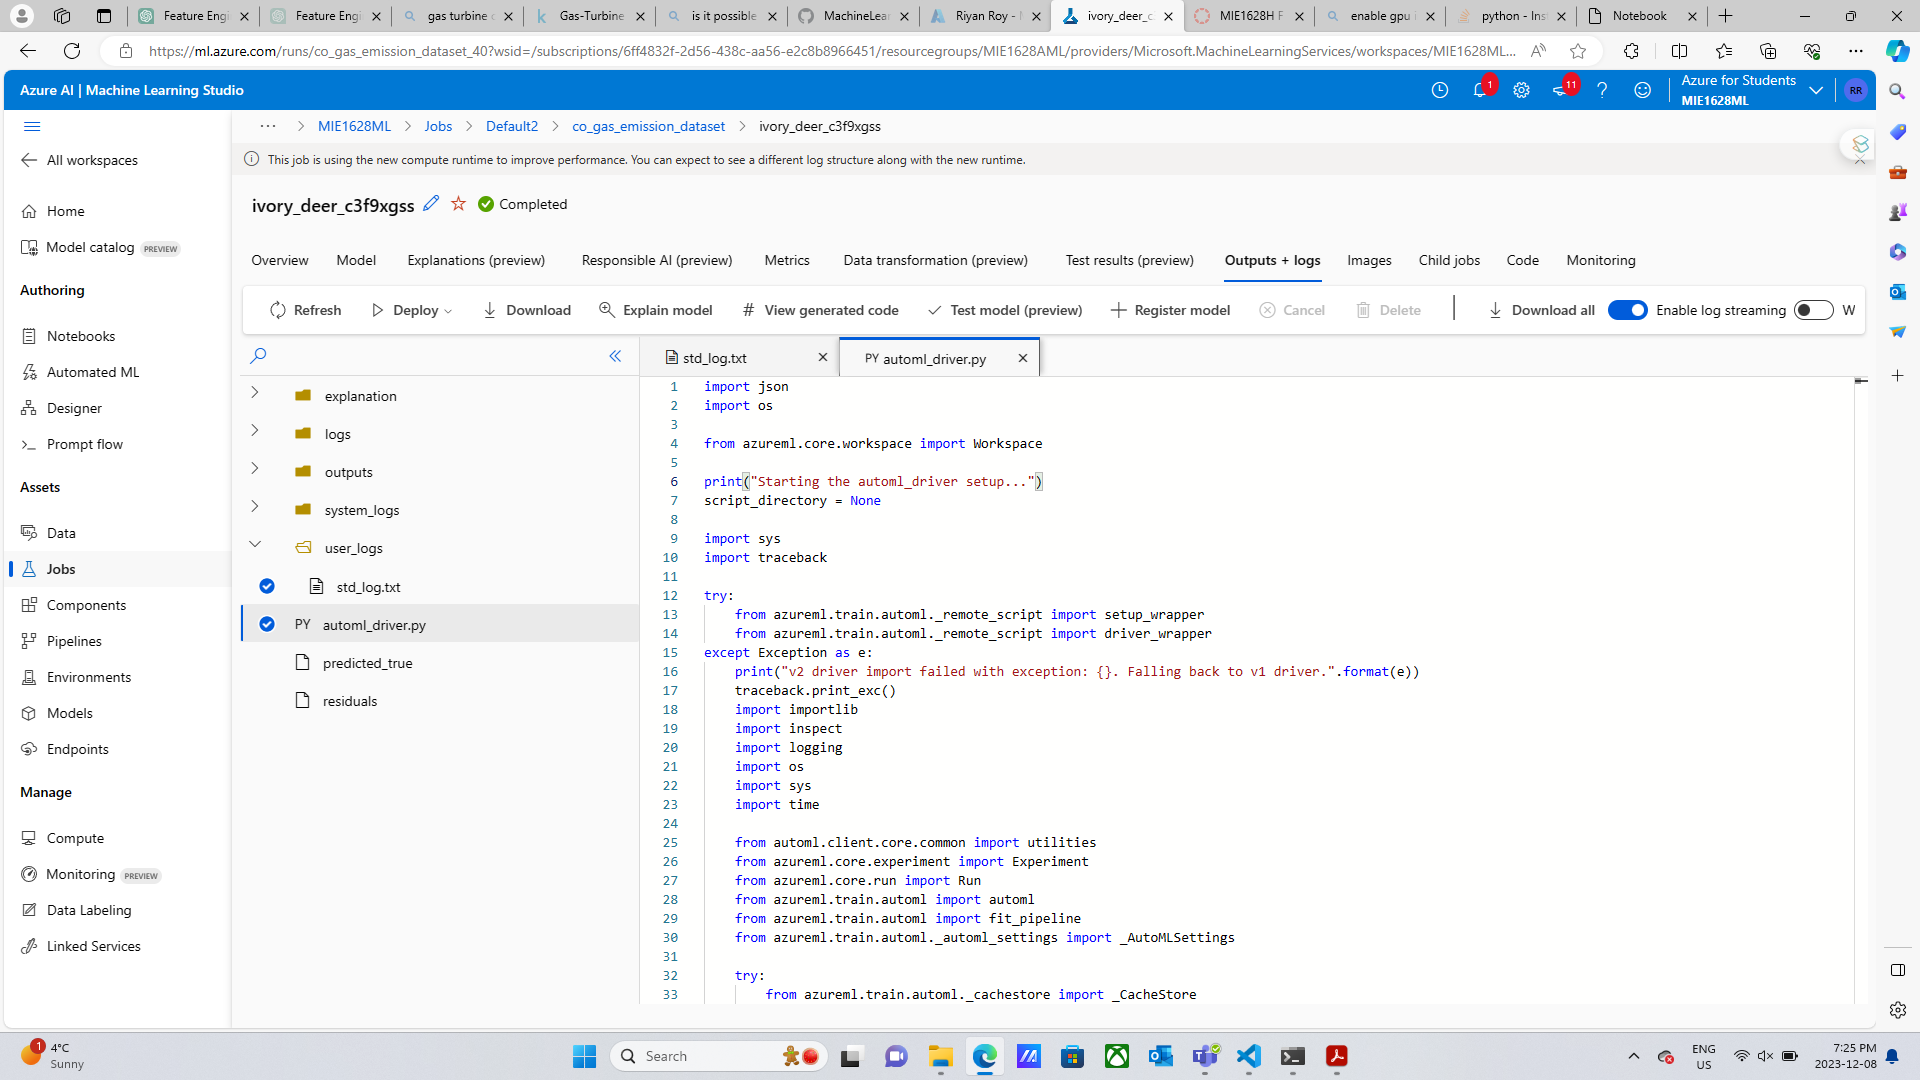 Feature Engi
Feature Engi
gas turbine c
Gas-Turbine
is it possible
MachineLear
Riyan Roy - 
ivory_deer_c
MIE1628H F
enable gpu i
python - Inst
Notebook
https://ml.azure.com/runs/co_gas_emission_dataset_40?wsid=/subscriptions/6ff4832f-2d56-438c-aa56-e2c8b8966451/resourcegroups/MIE1628AML/providers/Microsoft.MachineLearningServices/workspaces/MIE1628ML...
Azure AI | Machine Learning Studio
1
11
Azure for Students
MIE1628ML
RR
All workspaces
Home
Model catalog PREVIEW
Authoring
Notebooks
Automated ML
Designer
Prompt flow
Assets
Data
Jobs
Components
Pipelines
Environments
Models
Endpoints
Manage
Compute
Monitoring PREVIEW
Data Labeling
Linked Services
... > MIE1628ML > Jobs > Default2 > co_gas_emission_dataset > ivory_deer_c3f9xgss
This job is using the new compute runtime to improve performance. You can expect to see a different log structure along with the new runtime.
ivory_deer_c3f9xgss Completed
Overview Model Explanations (preview) Responsible AI (preview) Metrics Data transformation (preview) Test results (preview) Outputs + logs Images Child jobs Code Monitoring
Refresh Deploy Download Explain model # View generated code Test model (preview) Register model Cancel Delete Download all Enable log streaming W
explanation
logs
outputs
system_logs
user_logs
std_log.txt
PY automl_driver.py
predicted_true
residuals
std_log.txt
PY automl_driver.py
1 import json
2 import os
3
4 from azureml.core.workspace import Workspace
5
6 print("Starting the automl_driver setup...")
7 script_directory = None
8
9 import sys
10 import traceback
11
12 try:
13     from azureml.train.automl._remote_script import setup_wrapper
14     from azureml.train.automl._remote_script import driver_wrapper
15 except Exception as e:
16     print("v2 driver import failed with exception: {}. Falling back to v1 driver.".format(e))
17     traceback.print_exc()
18     import importlib
19     import inspect
20     import logging
21     import os
22     import sys
23     import time
24
25     from automl.client.core.common import utilities
26     from azureml.core.experiment import Experiment
27     from azureml.core.run import Run
28     from azureml.train.automl import automl
29     from azureml.train.automl import fit_pipeline
30     from azureml.train.automl._automl_settings import _AutoMLSettings
31
32     try:
33         from azureml.train.automl._cachestore import _CacheStore
1
4°C
Sunny
Search
ENG
US
7:25 PM
2023-12-08